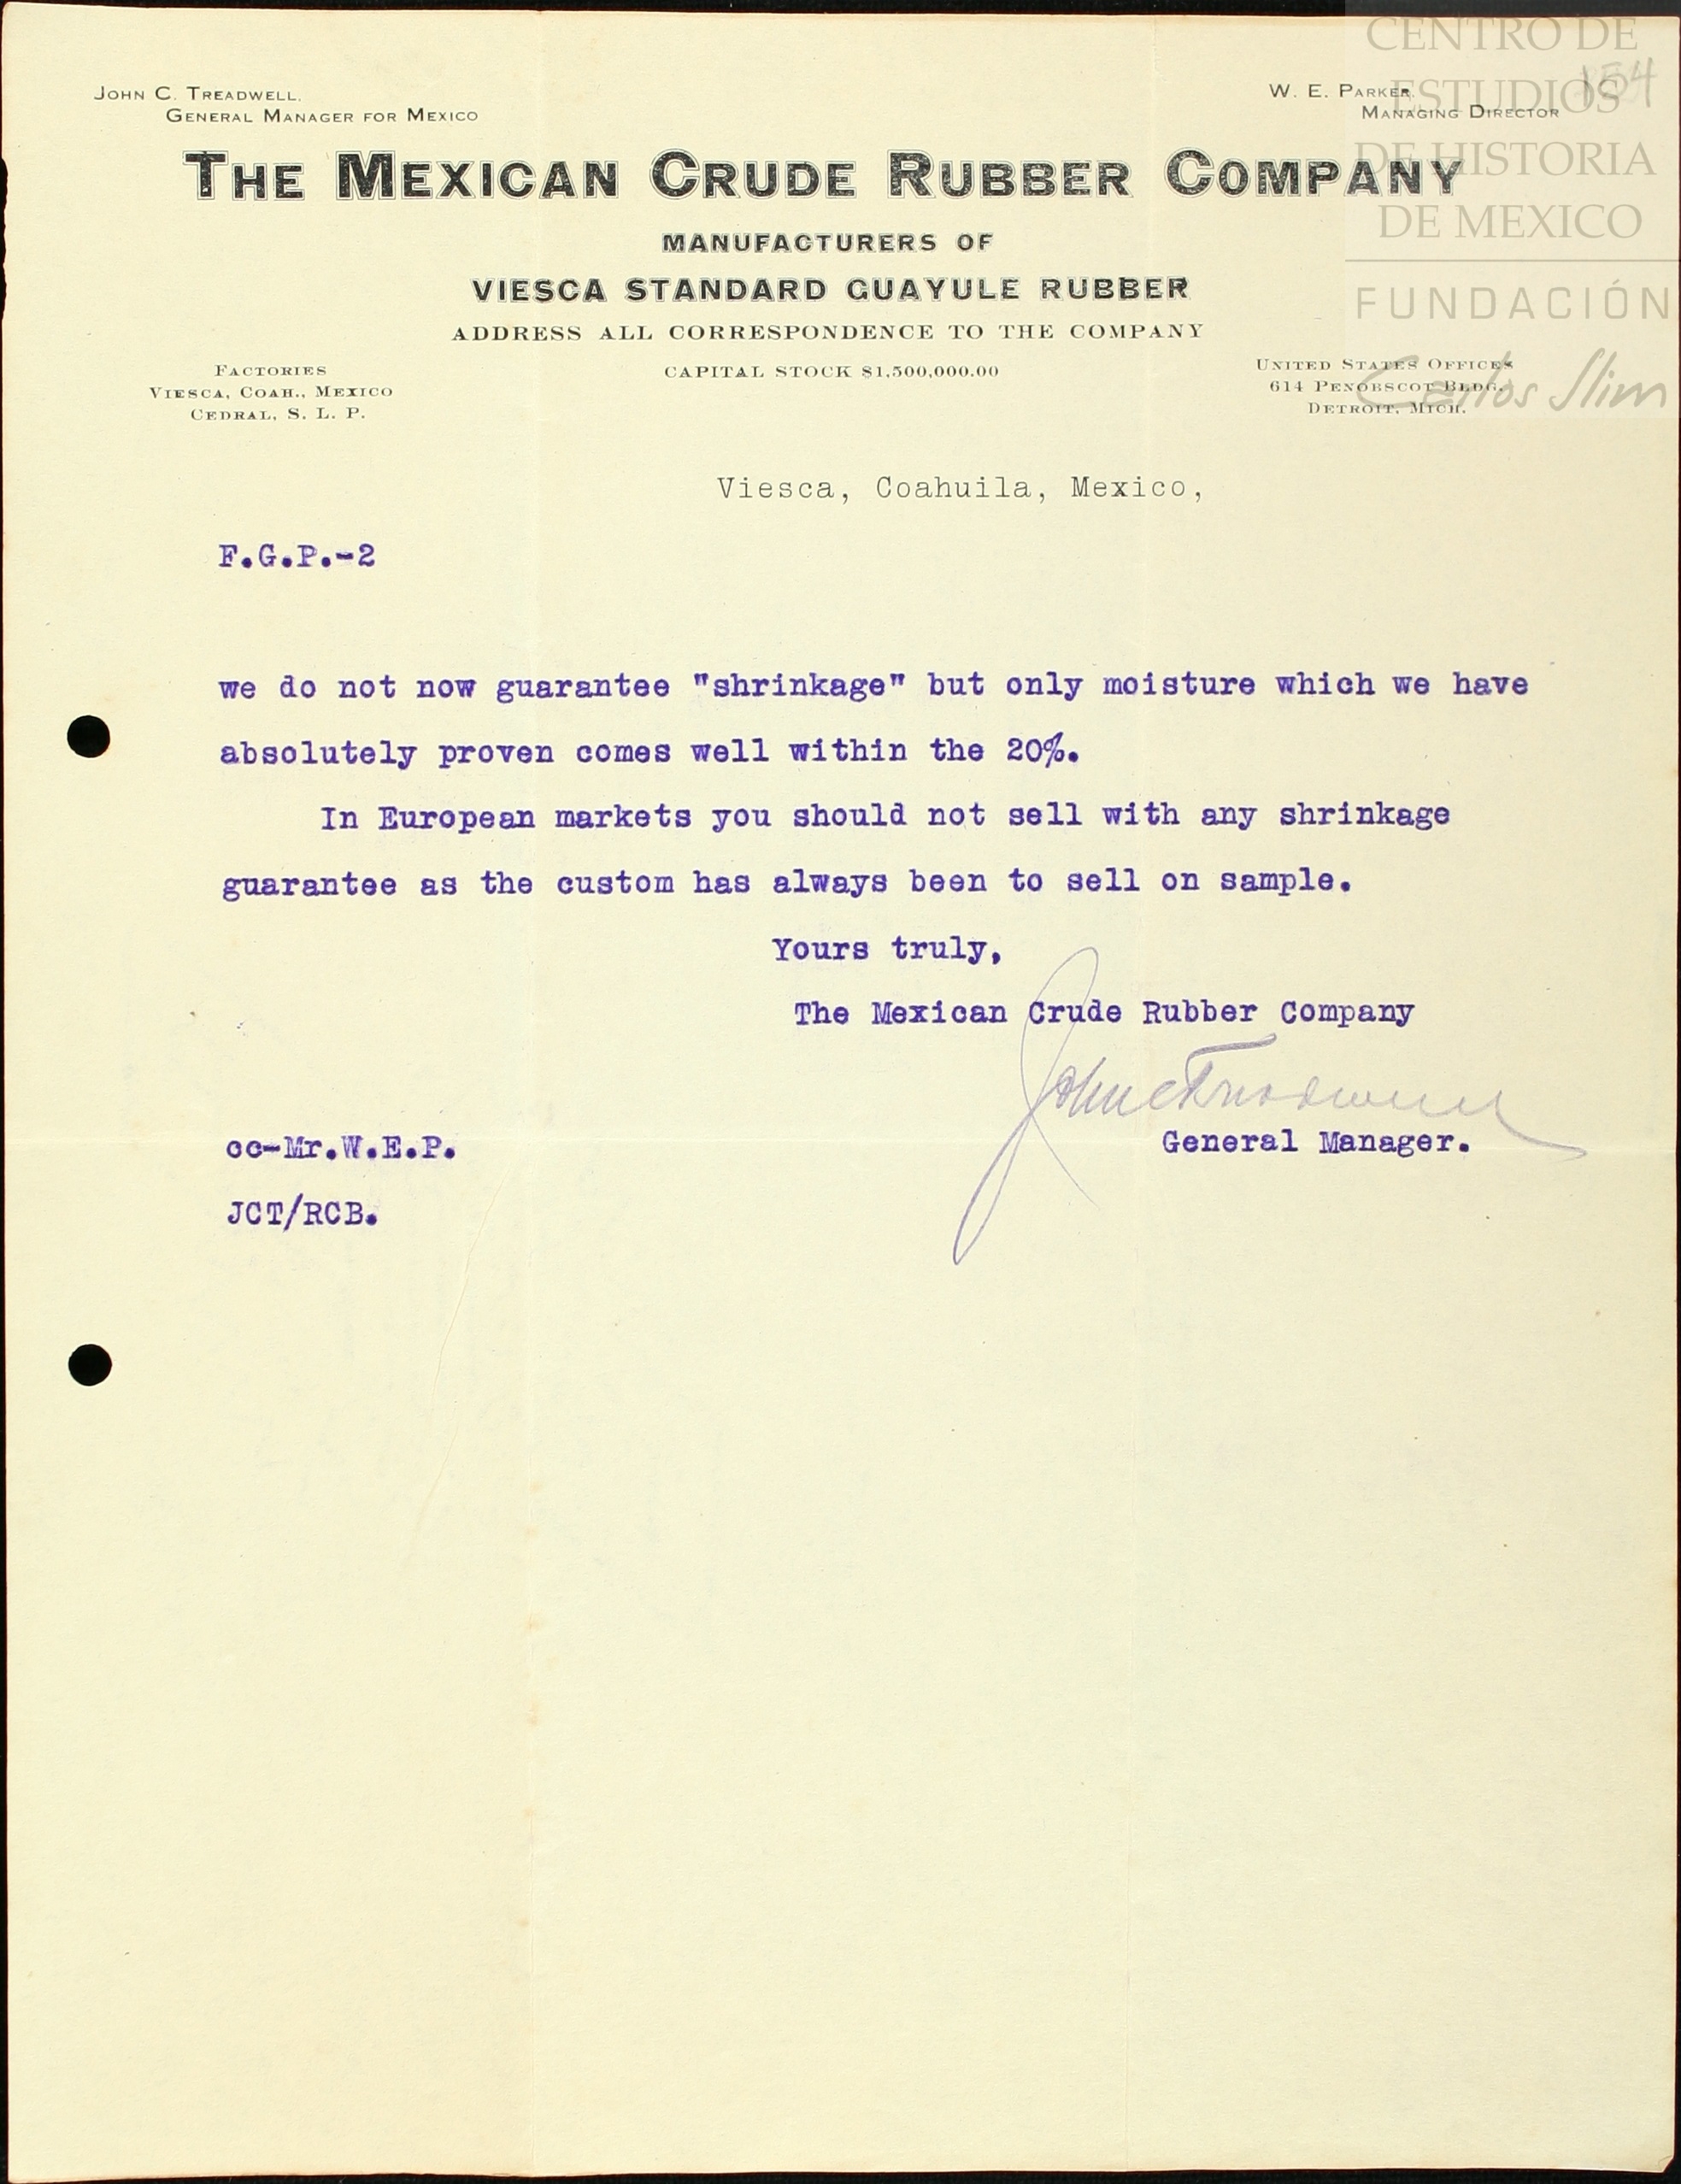 CENTRO DE
ESTUDIOS
DE HISTORIA
DE MEXICO
FUNDACIÓN
Carlos Slim
154
John C. Treadwell,
General Manager for Mexico
W. E. Parker,
Managing Director
The Mexican Crude Rubber Company
MANUFACTURERS OF
VIESCA STANDARD GUAYULE RUBBER
ADDRESS ALL CORRESPONDENCE TO THE COMPANY
CAPITAL STOCK $1,500,000.00
Factories
Viesca, Coah., Mexico
Cedral, S. L. P.
United States Offices
614 Penobscot Bldg.
Detroit, Mich.
Viesca, Coahuila, Mexico,
F.G.P.-2
we do not now guarantee "shrinkage" but only moisture which we have
absolutely proven comes well within the 20%.
In European markets you should not sell with any shrinkage
guarantee as the custom has always been to sell on sample.
Yours truly,
The Mexican Crude Rubber Company
John C Treadwell
General Manager.
cc-Mr.W.E.P.
JCT/RCB.